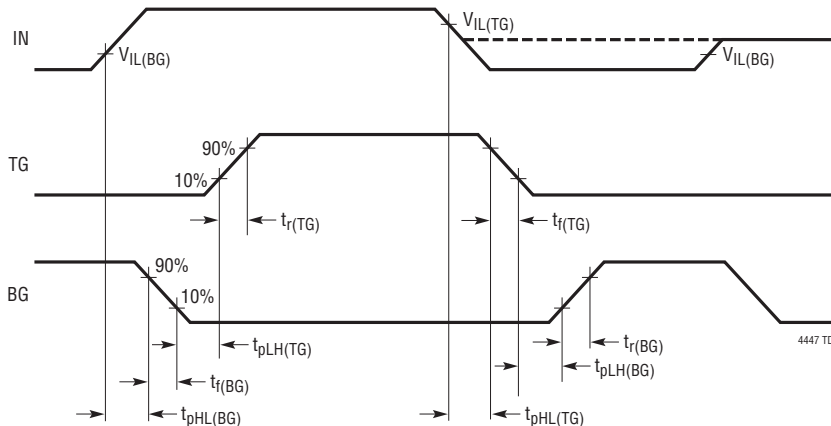 IN
V_IL(BG)
V_IL(TG)
V_IL(BG)
TG
90%
10%
t_r(TG)
t_f(TG)
BG
90%
10%
t_pLH(TG)
t_f(BG)
t_pHL(BG)
t_r(BG)
t_pLH(BG)
t_pHL(TG)
4447 TD